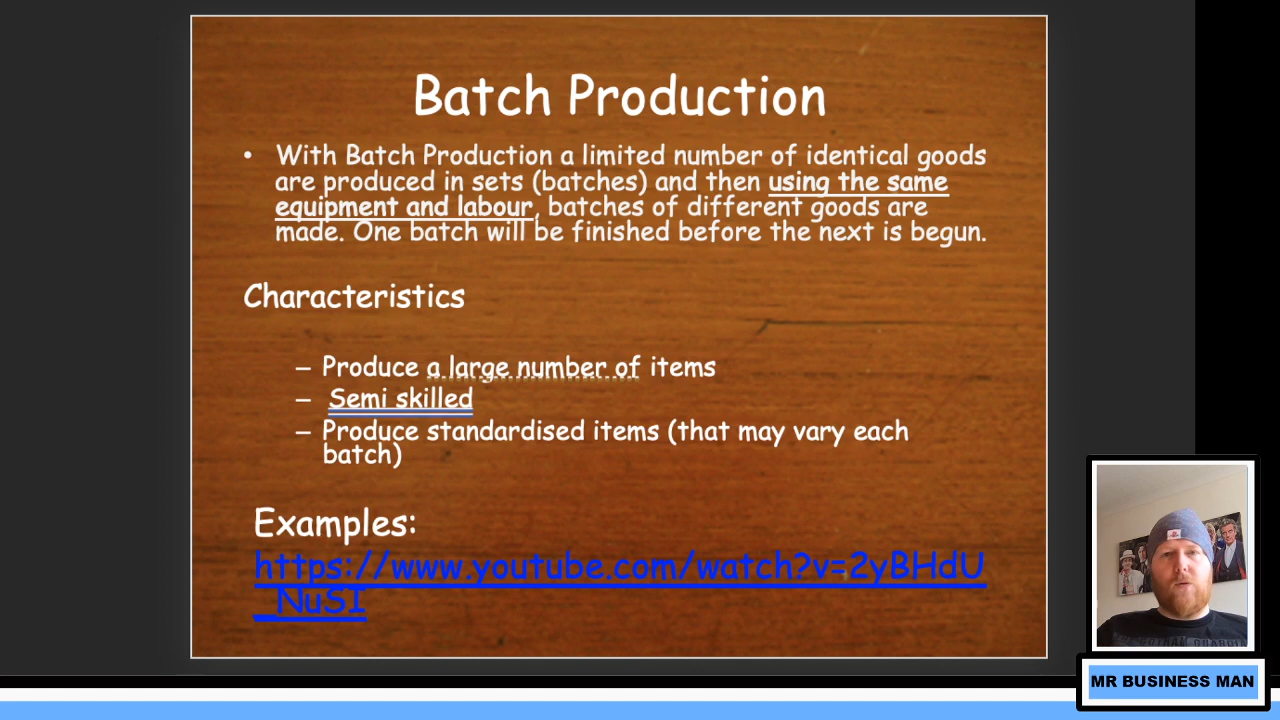 Batch Production
• With Batch Production a limited number of identical goods
are produced in sets (batches) and then using the same
equipment and labour, batches of different goods are
made. One batch will be finished before the next is begun.
Characteristics
– Produce a large number of items
– Semi skilled
– Produce standardised items (that may vary each
batch)
Examples:
https://www.youtube.com/watch?v=2yBHdU
_NuSI
MR BUSINESS MAN